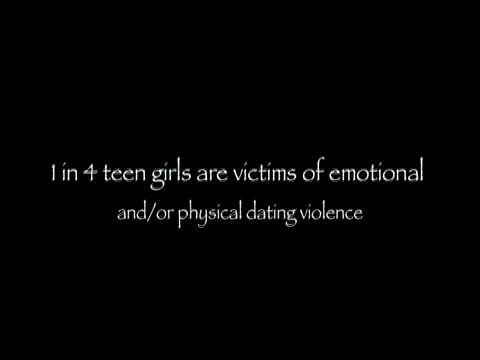 1 in 4 teen girls are victims of emotional
and/or physical dating violence